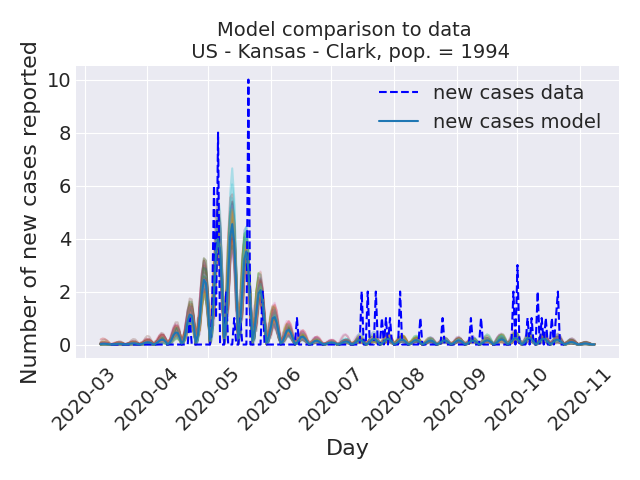 Model comparison to data
US - Kansas - Clark, pop. = 1994
Number of new cases reported
10
8
6
4
2
0
new cases data
new cases model
2020-03
2020-04
2020-05
2020-06
2020-07
2020-08
2020-09
2020-10
2020-11
Day